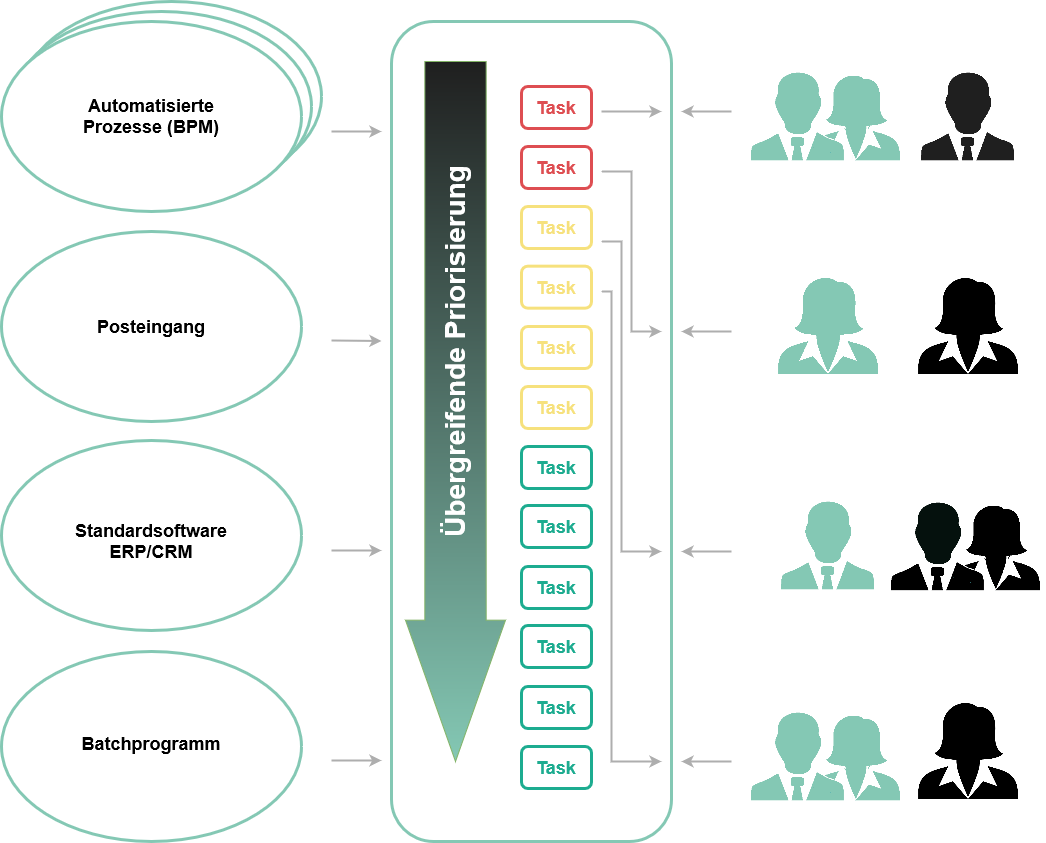 Automatisierte
Prozesse (BPM)
Posteingang
Standardsoftware
ERP/CRM
Batchprogramm
Übergreifende Priorisierung
Task
Task
Task
Task
Task
Task
Task
Task
Task
Task
Task
Task